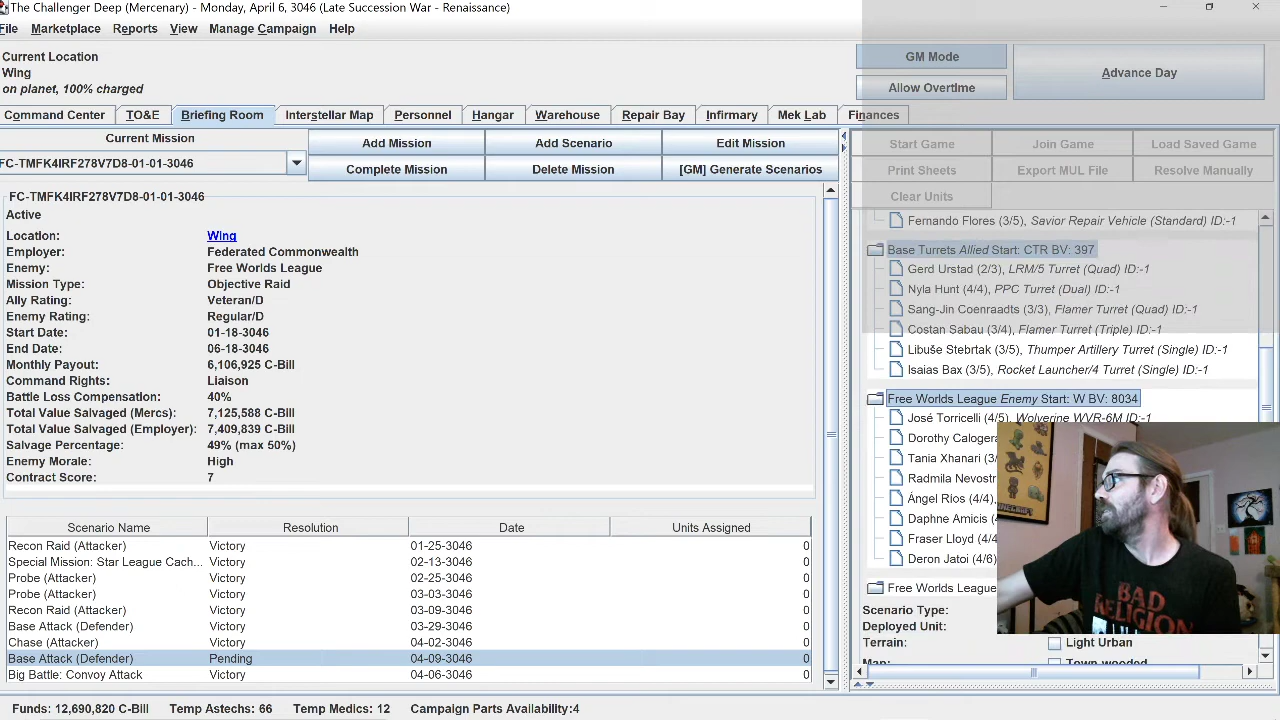 The Challenger Deep (Mercenary) - Monday, April 6, 3046 (Late Succession War - Renaissance)
File Marketplace Reports View Manage Campaign Help
Current Location
Wing
on planet, 100% charged
GM Mode
Allow Overtime
Advance Day
Command Center TO&E Briefing Room Interstellar Map Personnel Hangar Warehouse Repair Bay Infirmary Mek Lab Finances
Current Mission
FC-TMFK4IRF278V7D8-01-01-3046
Add Mission Add Scenario Edit Mission
Complete Mission Delete Mission [GM] Generate Scenarios
FC-TMFK4IRF278V7D8-01-01-3046
Active
Location: Wing
Employer: Federated Commonwealth
Enemy: Free Worlds League
Mission Type: Objective Raid
Ally Rating: Veteran/D
Enemy Rating: Regular/D
Start Date: 01-18-3046
End Date: 06-18-3046
Monthly Payout: 6,106,925 C-Bill
Command Rights: Liaison
Battle Loss Compensation: 40%
Total Value Salvaged (Mercs): 7,125,588 C-Bill
Total Value Salvaged (Employer): 7,409,839 C-Bill
Salvage Percentage: 49% (max 50%)
Enemy Morale: High
Contract Score: 7
Scenario Name Resolution Date Units Assigned
Recon Raid (Attacker) Victory 01-25-3046 0
Special Mission: Star League Cach... Victory 02-13-3046 0
Probe (Attacker) Victory 02-25-3046 0
Probe (Attacker) Victory 03-03-3046 0
Recon Raid (Attacker) Victory 03-09-3046 0
Base Attack (Defender) Victory 03-29-3046 0
Chase (Attacker) Victory 04-02-3046 0
Base Attack (Defender) Pending 04-09-3046 0
Big Battle: Convoy Attack Victory 04-06-3046 0
Start Game Join Game Load Saved Game
Print Sheets Export MUL File Resolve Manually
Clear Units
Fernando Flores (3/5), Savior Repair Vehicle (Standard) ID:-1
Base Turrets Allied Start: CTR BV: 397
Gerd Urstad (2/3), LRM/5 Turret (Quad) ID:-1
Nyla Hunt (4/4), PPC Turret (Dual) ID:-1
Sang-Jin Coenraadts (3/3), Flamer Turret (Quad) ID:-1
Costan Sabau (3/4), Flamer Turret (Triple) ID:-1
Libuše Stebrtak (3/5), Thumper Artillery Turret (Single) ID:-1
Isaias Bax (3/5), Rocket Launcher/4 Turret (Single) ID:-1
Free Worlds League Enemy Start: W BV: 8034
José Torricelli (4/5), Wolverine WVR-6M ID:-1
Dorothy Calogera
Tania Xhanari (3/
Radmila Nevostr
Ángel Ríos (4/4)
Daphne Amicis (
Fraser Lloyd (4/
Deron Jatoi (4/6)
Free Worlds League
Scenario Type:
Deployed Unit:
Terrain: Light Urban
Map: Town-wooded
BAD
RELIGION
Funds: 12,690,820 C-Bill Temp Astechs: 66 Temp Medics: 12 Campaign Parts Availability:4